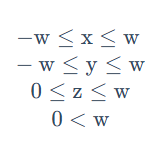 −w ≤ x ≤ w
− w ≤ y ≤ w
0 ≤ z ≤ w
0 < w